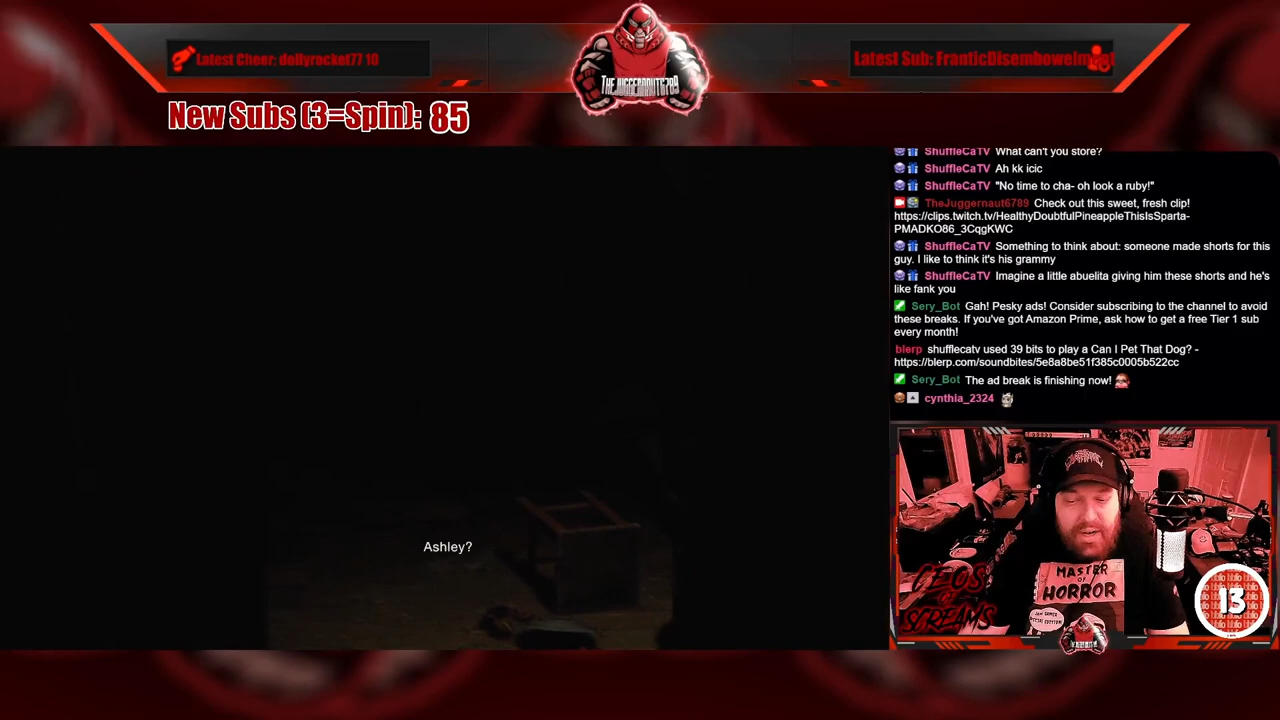 Latest Cheer: dollyrocket77 10
THEJUGGERNAUT6789
Latest Sub: FranticDisembowelment
New Subs (3=Spin): 85
ShuffleCaTV What can't you store?
ShuffleCaTV Ah kk icic
ShuffleCaTV "No time to cha- oh look a ruby!"
TheJuggernaut6789 Check out this sweet, fresh clip!
https://clips.twitch.tv/HealthyDoubtfulPineappleThisIsSparta-
PMADKO86_3CqgKWC
ShuffleCaTV Something to think about: someone made shorts for this
guy. I like to think it's his grammy
ShuffleCaTV Imagine a little abuelita giving him these shorts and he's
like fank you
Sery_Bot Gah! Pesky ads! Consider subscribing to the channel to avoid
these breaks. If you've got Amazon Prime, ask how to get a free Tier 1 sub
every month!
blerp shufflecatv used 39 bits to play a Can I Pet That Dog? -
https://blerp.com/soundbites/5e8a8be51f385c0005b522cc
Sery_Bot The ad break is finishing now!
cynthia_2324
Ashley?
MASTER
OF
HORROR
CEOS
OF
SCREAMS
13